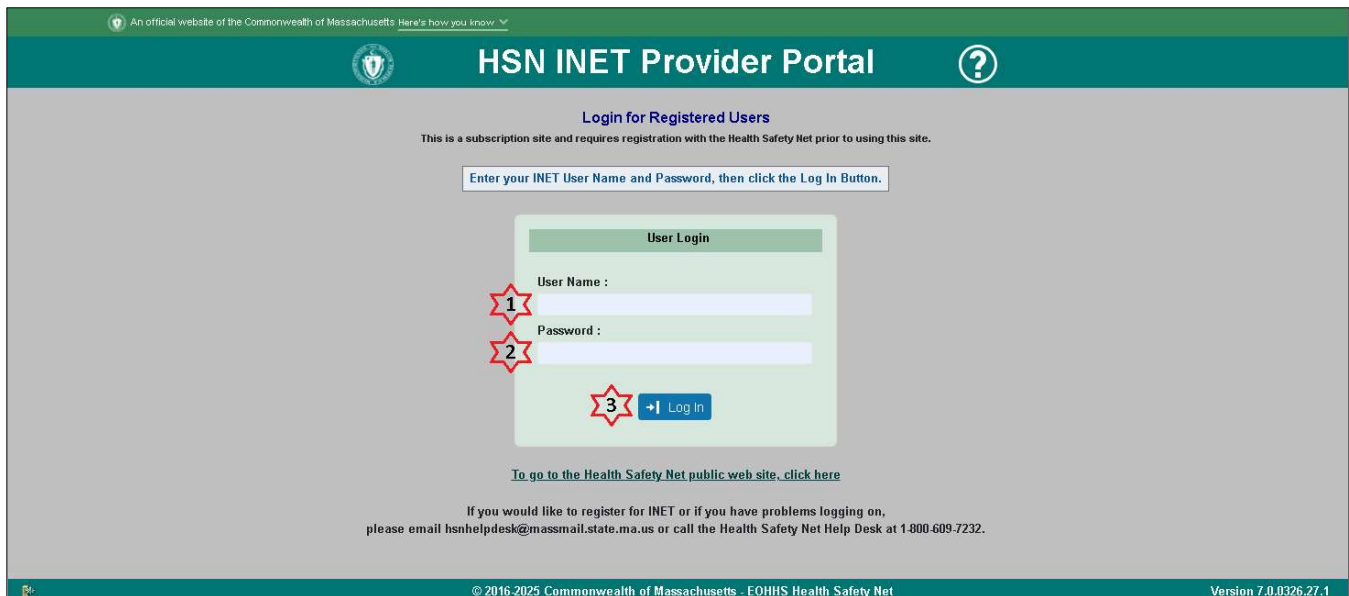 An official website of the Commonwealth of Massachusetts Here's how you know
HSN INET Provider Portal ?
Login for Registered Users
This is a subscription site and requires registration with the Health Safety Net prior to using this site.
Enter your INET User Name and Password, then click the Log In Button.
User Login
User Name :
1
Password :
2
3 Log In
To go to the Health Safety Net public web site, click here
If you would like to register for INET or if you have problems logging on,
please email hsnhelpdesk@massmail.state.ma.us or call the Health Safety Net Help Desk at 1-800-609-7232.
© 2016-2025 Commonwealth of Massachusetts - EOHHS Health Safety Net Version 7.0.0326.27.1